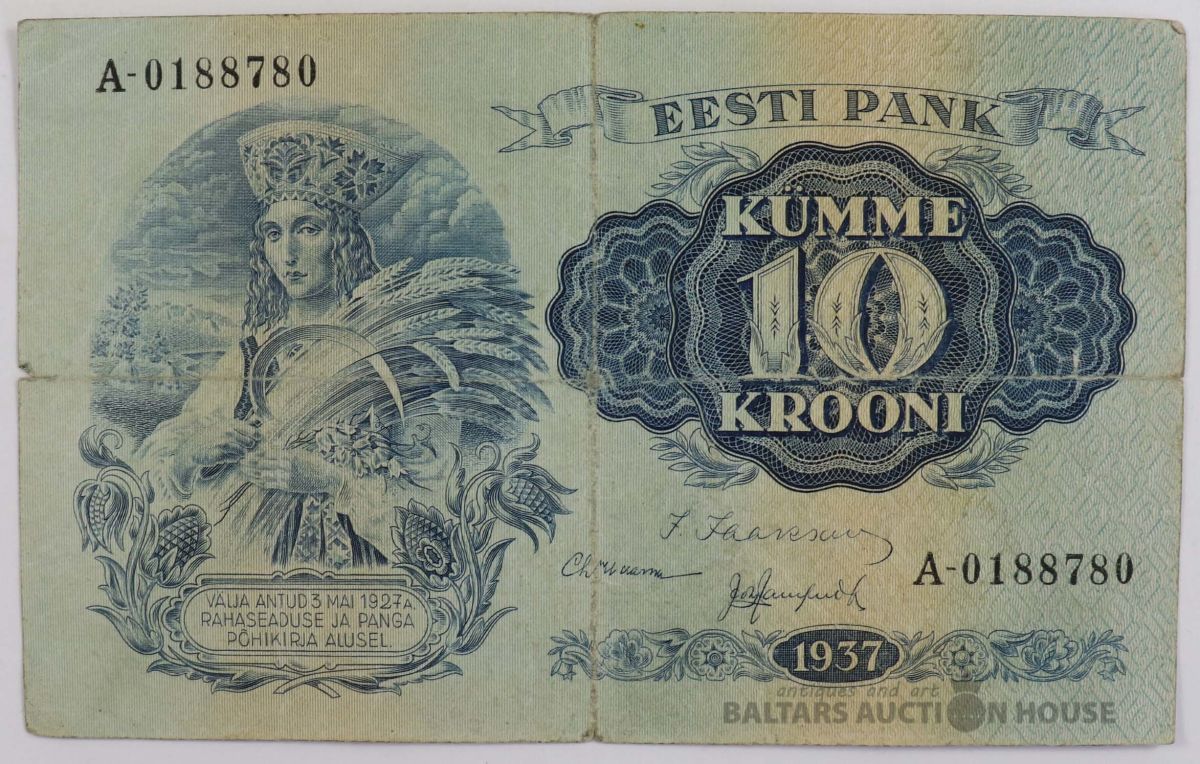 A-0188780
EESTI PANK
KÜMME
10
KROONI
A-0188780
VÄLJA ANTUD 3 MAI 1927 A.
RAHASEADUSE JA PANGA
PÕHIKIRJA ALUSEL.
1937
antiques and art
BALTARS AUCTION HOUSE